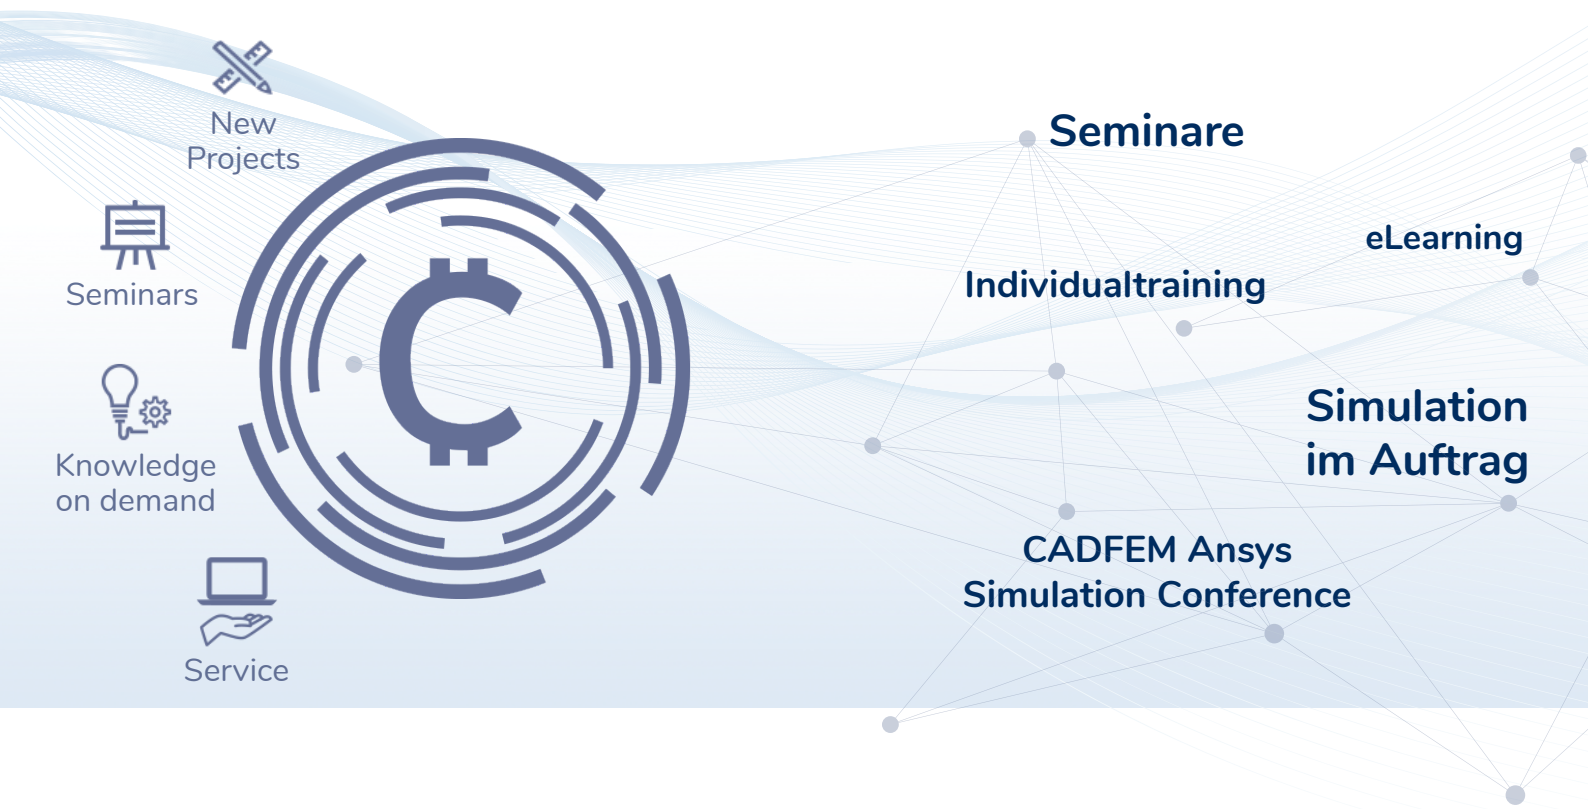 New
Projects
Seminars
Knowledge
on demand
Service
Seminare
eLearning
Individualtraining
Simulation
im Auftrag
CADFEM Ansys
Simulation Conference